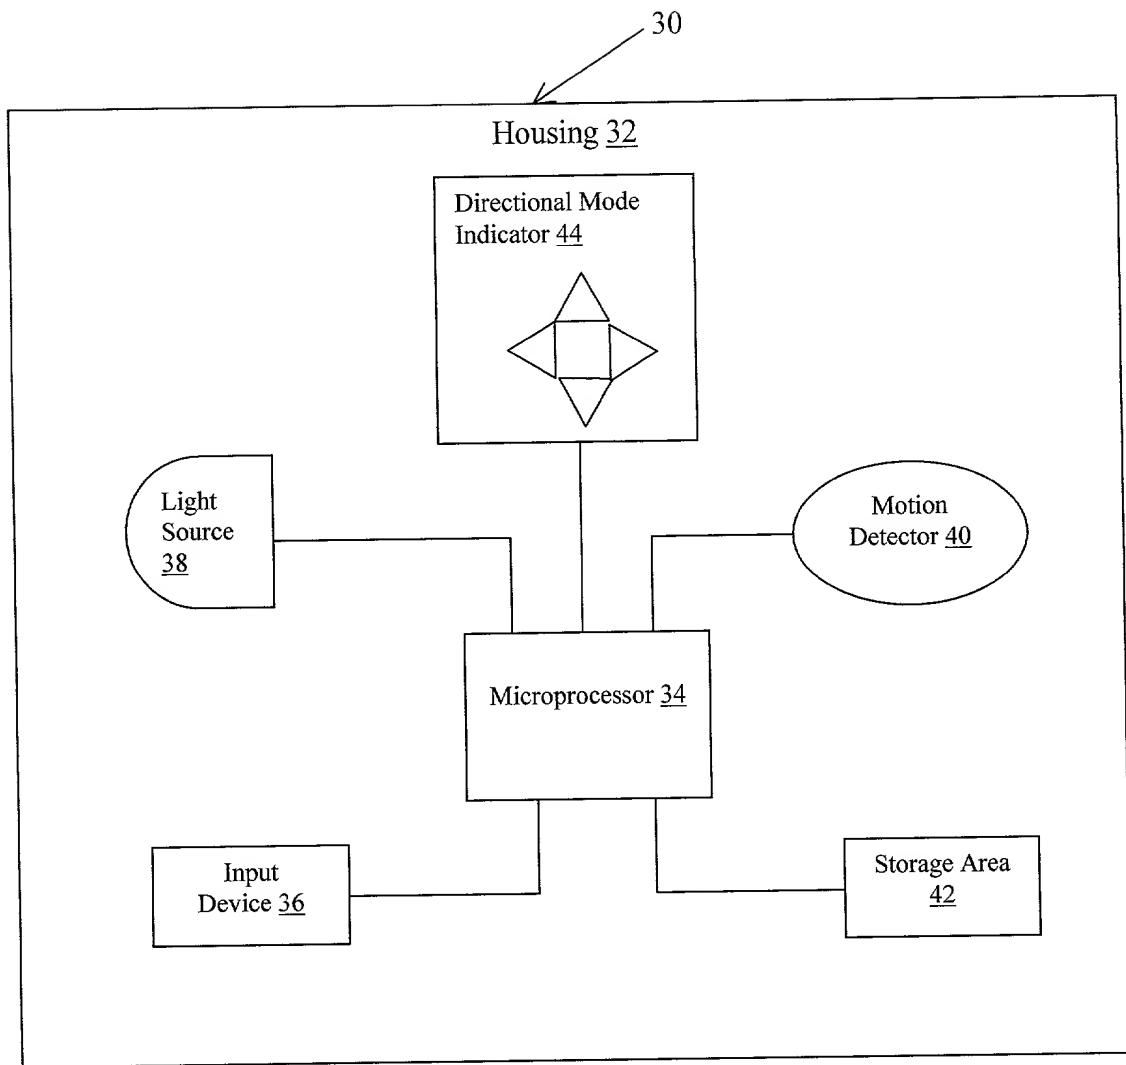 30
Housing 32
Directional Mode
Indicator 44
Light
Source
38
Motion
Detector 40
Microprocessor 34
Input
Device 36
Storage Area
42